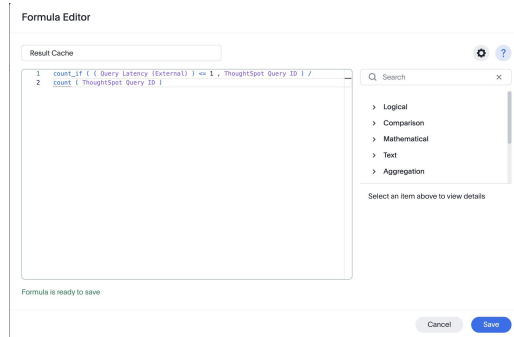 Formula Editor
Result Cache
?
1 count_if ( ( Query Latency (External) ) <= 1 , ThoughtSpot Query ID ) /
2 count ( ThoughtSpot Query ID )
Search
Logical
Comparison
Mathematical
Text
Aggregation
Select an item above to view details
Formula is ready to save
Cancel
Save